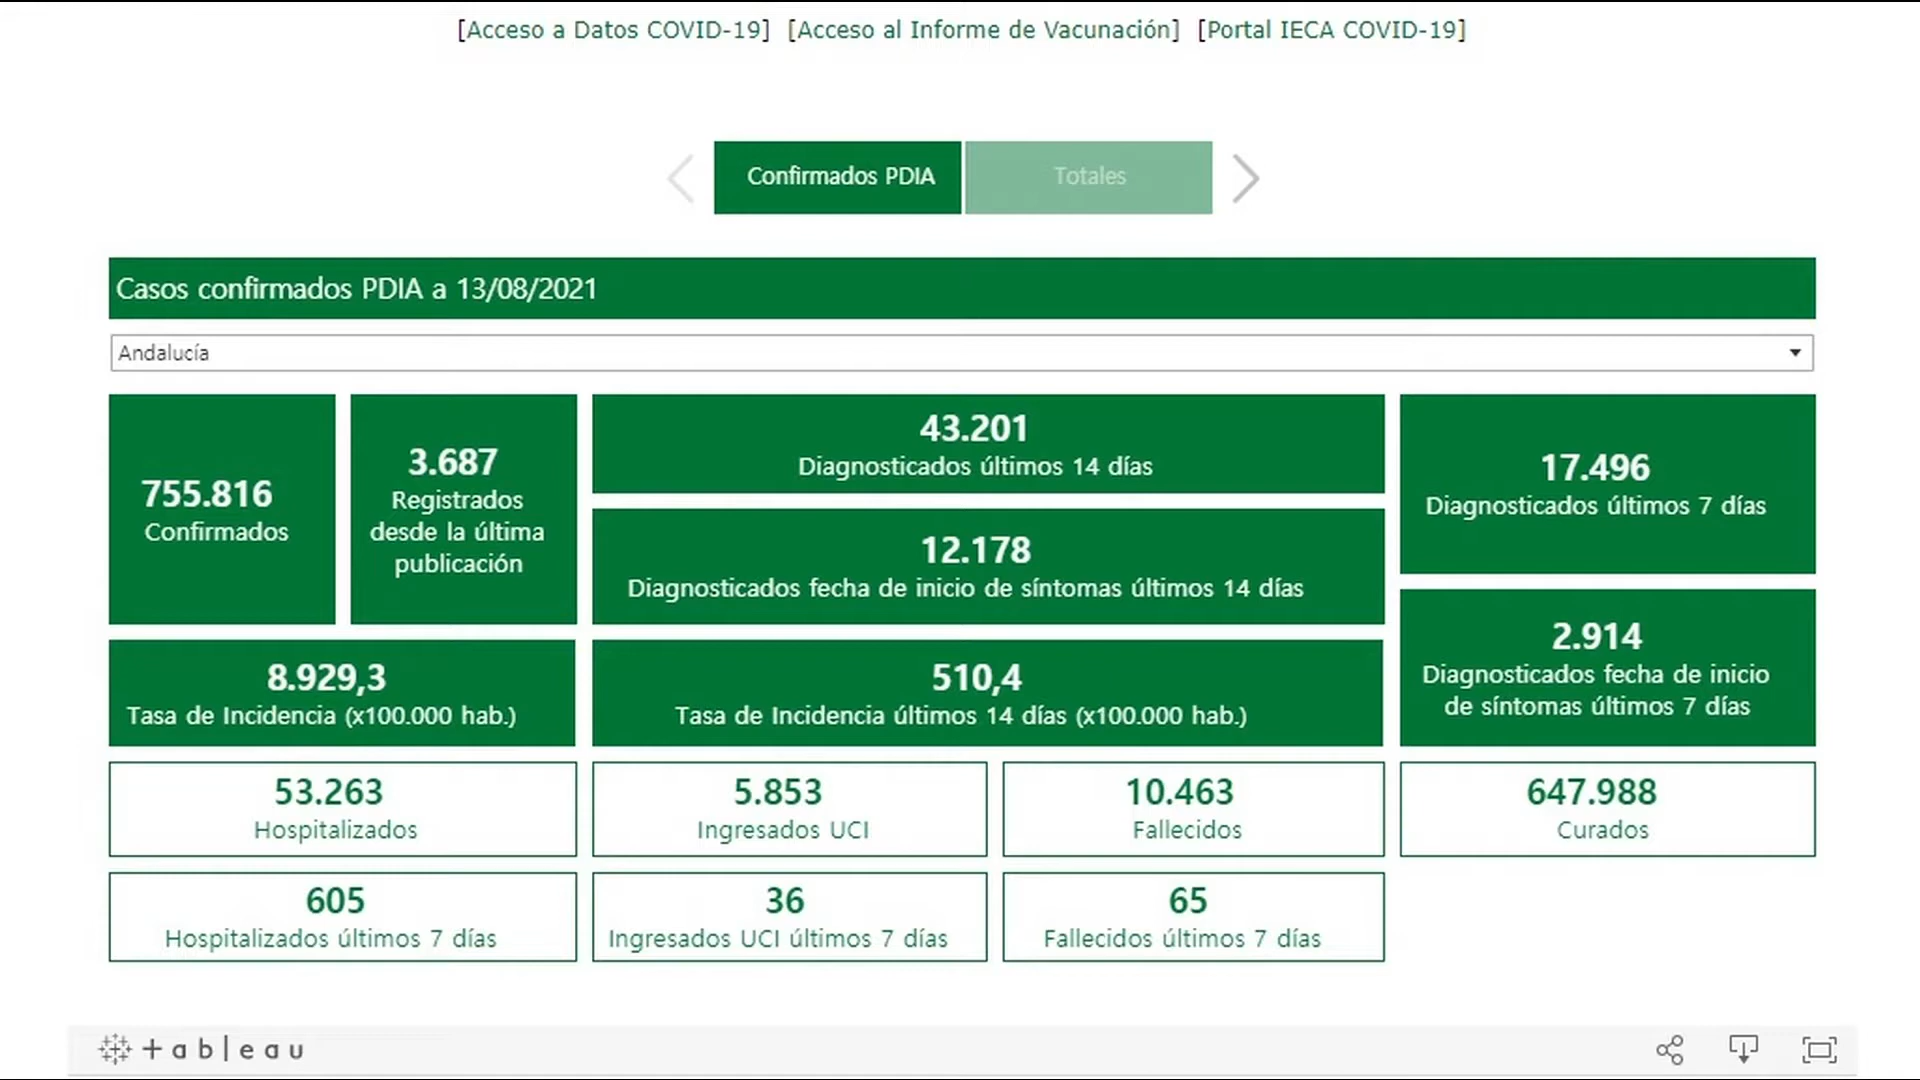 [Acceso a Datos COVID-19] [Acceso al Informe de Vacunación] [Portal IECA COVID-19]
Confirmados PDIA
Totales
Casos confirmados PDIA a 13/08/2021
Andalucía
755.816
Confirmados
3.687
Registrados
desde la última
publicación
43.201
Diagnosticados últimos 14 días
12.178
Diagnosticados fecha de inicio de síntomas últimos 14 días
17.496
Diagnosticados últimos 7 días
2.914
Diagnosticados fecha de inicio
de síntomas últimos 7 días
8.929,3
Tasa de Incidencia (x100.000 hab.)
510,4
Tasa de Incidencia últimos 14 días (x100.000 hab.)
53.263
Hospitalizados
5.853
Ingresados UCI
10.463
Fallecidos
647.988
Curados
605
Hospitalizados últimos 7 días
36
Ingresados UCI últimos 7 días
65
Fallecidos últimos 7 días
+ a b l e a u